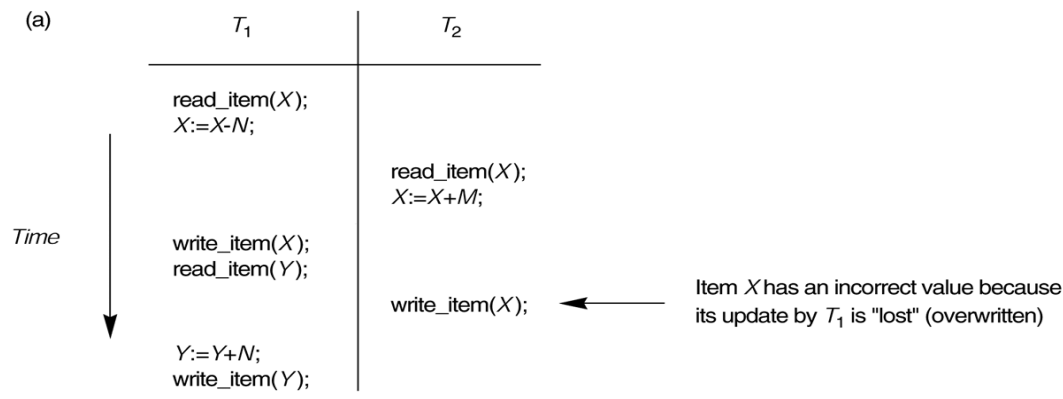 (a)
T1 T2
read_item(X);
X:=X-N;
read_item(X);
X:=X+M;
Time
write_item(X);
read_item(Y);
write_item(X);
Item X has an incorrect value because
its update by T1 is "lost" (overwritten)
Y:=Y+N;
write_item(Y);